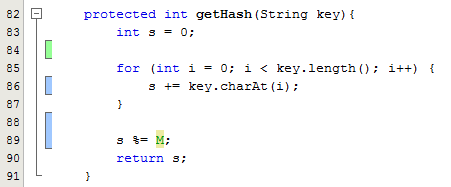 82 protected int getHash(String key){
83 int s = 0;
84
85 for (int i = 0; i < key.length(); i++) {
86 s += key.charAt(i);
87 }
88
89 s %= M;
90 return s;
91 }